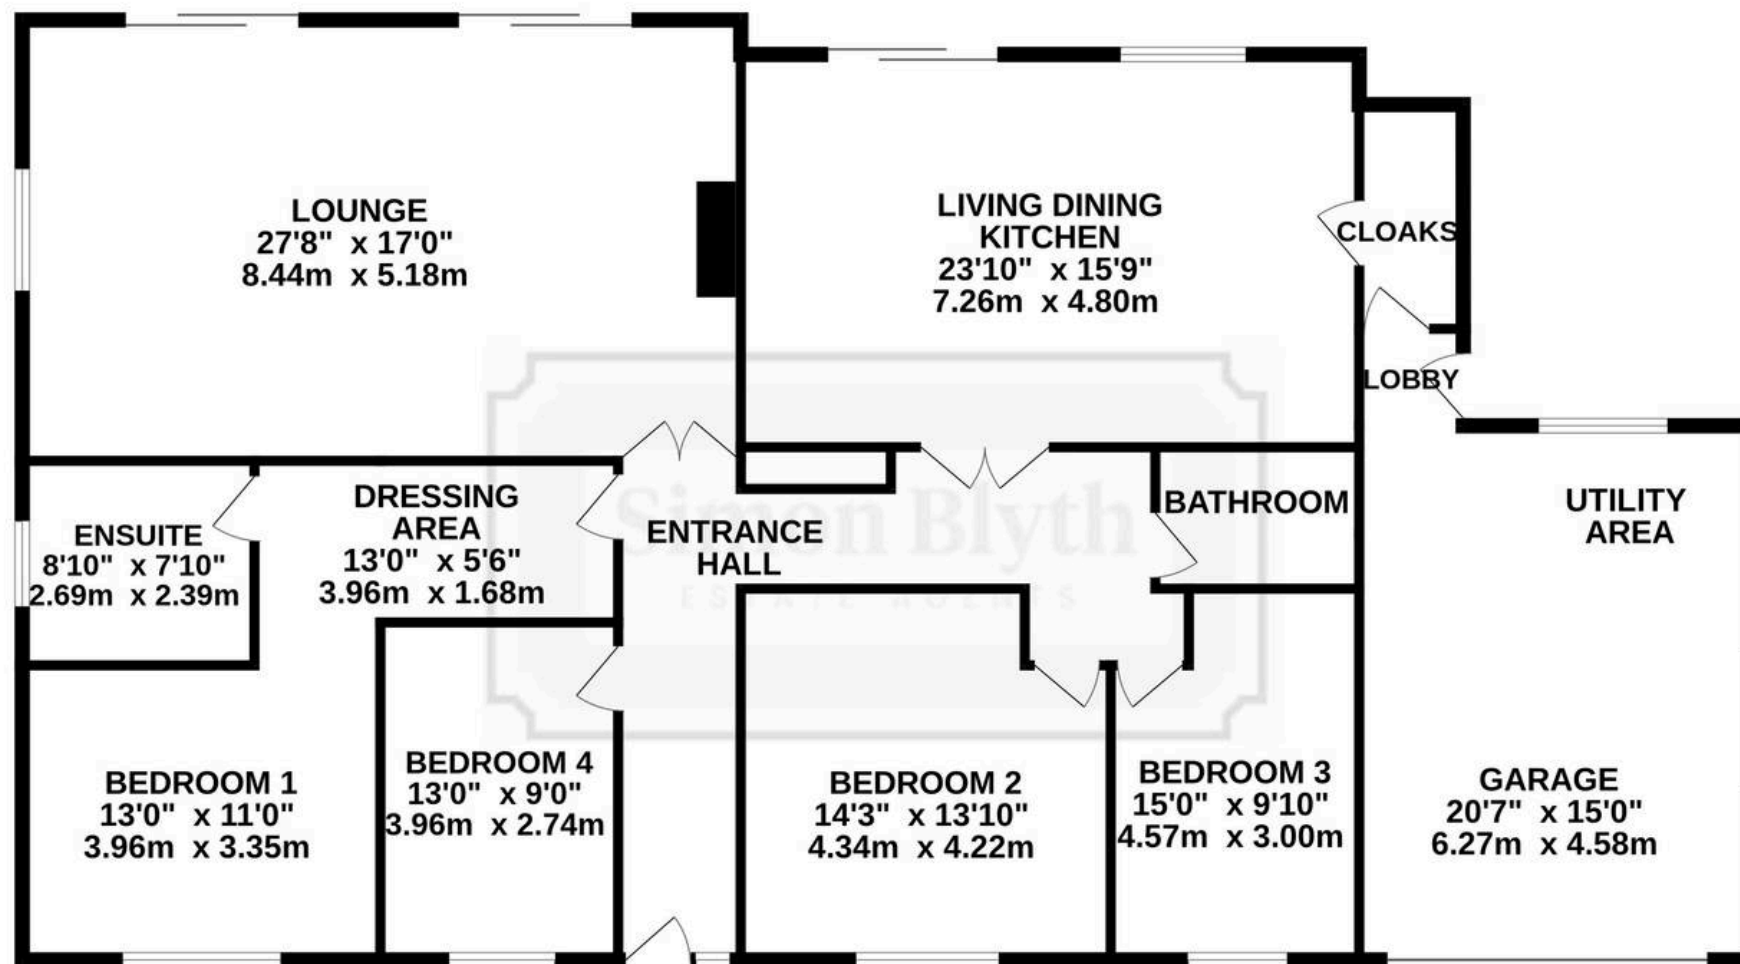 LOUNGE
27'8" x 17'0"
8.44m x 5.18m
LIVING DINING
KITCHEN
23'10" x 15'9"
7.26m x 4.80m
CLOAKS
LOBBY
ENSUITE
8'10" x 7'10"
2.69m x 2.39m
DRESSING
AREA
13'0" x 5'6"
3.96m x 1.68m
ENTRANCE
HALL
BATHROOM
UTILITY
AREA
Simon Blyth
ESTATE AGENTS
BEDROOM 1
13'0" x 11'0"
3.96m x 3.35m
BEDROOM 4
13'0" x 9'0"
3.96m x 2.74m
BEDROOM 2
14'3" x 13'10"
4.34m x 4.22m
BEDROOM 3
15'0" x 9'10"
4.57m x 3.00m
GARAGE
20'7" x 15'0"
6.27m x 4.58m